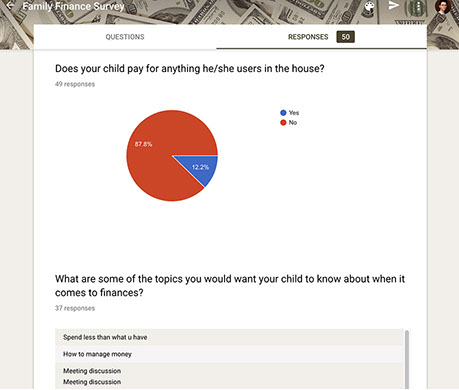 Family Finance Survey
QUESTIONS
RESPONSES 50
Does your child pay for anything he/she users in the house?
49 responses
Yes
No
87.8%
12.2%
What are some of the topics you would want your child to know about when it
comes to finances?
37 responses
Spend less than what u have
How to manage money
Meeting discussion
Meeting discussion